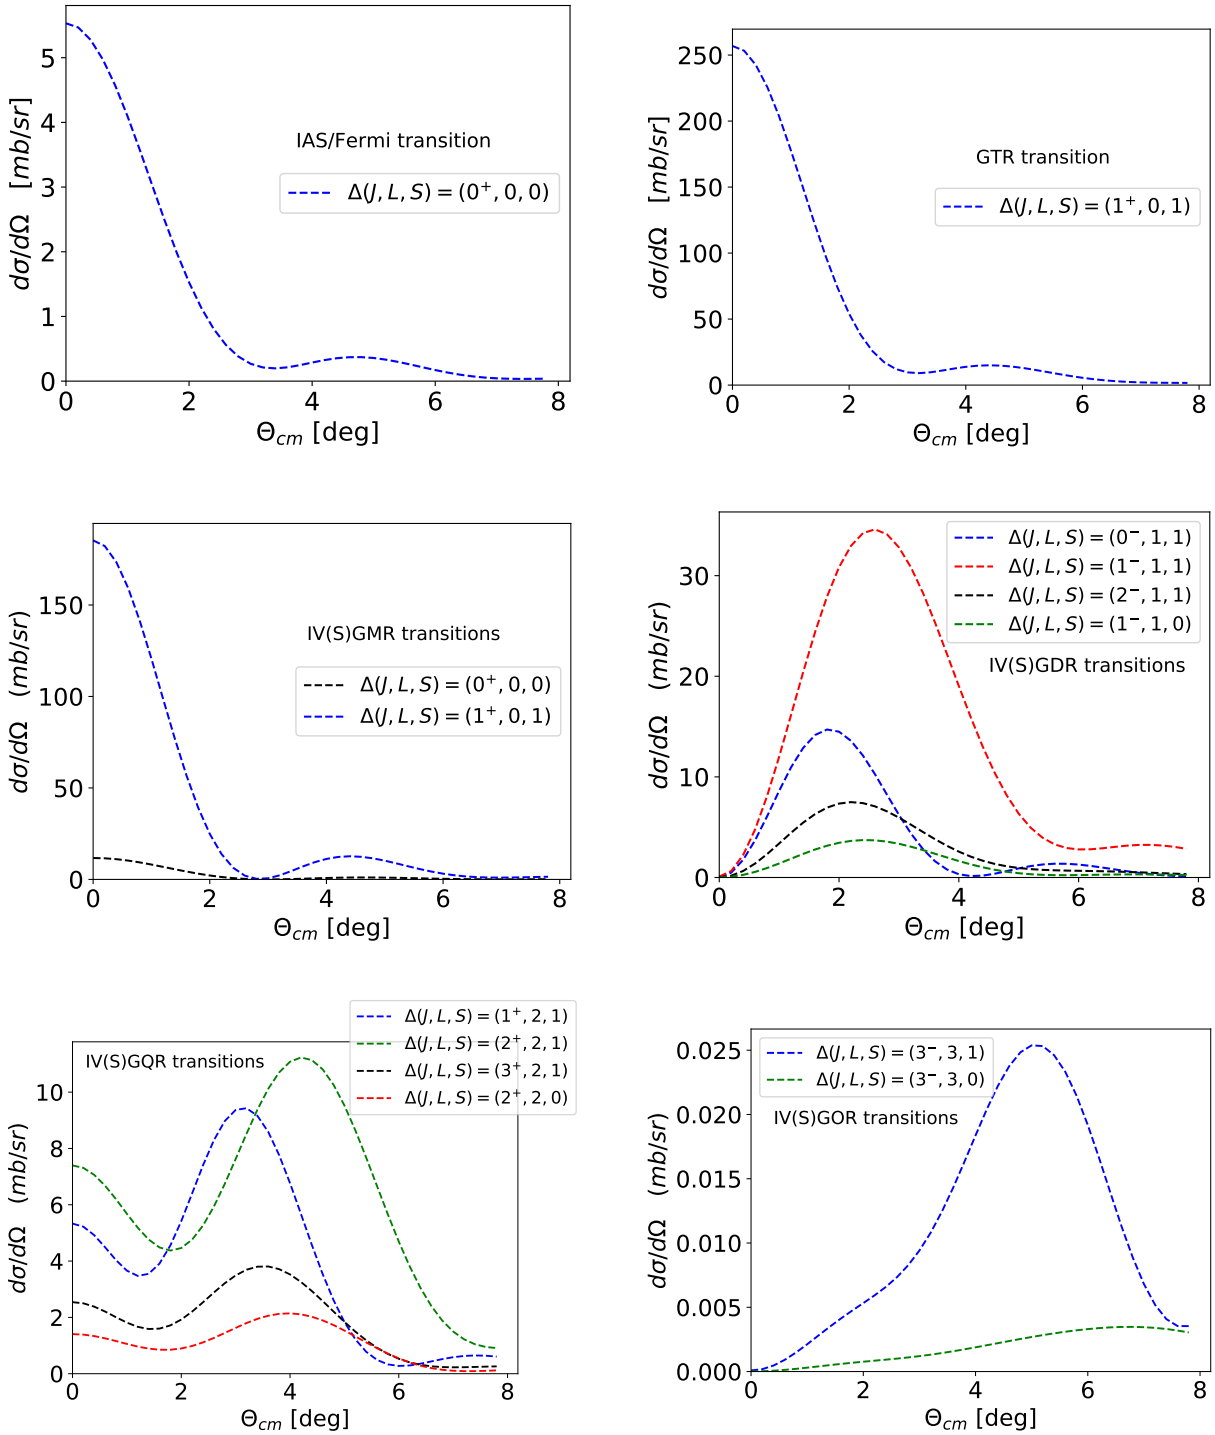 5
4
3
2
1
0
dσ/dΩ [mb/sr]
IAS/Fermi transition
Δ(J, L, S) = (0⁺, 0, 0)
0 2 4 6 8
Θcm [deg]
250
200
150
100
50
0
dσ/dΩ [mb/sr]
GTR transition
Δ(J, L, S) = (1⁺, 0, 1)
0 2 4 6 8
Θcm [deg]
150
100
50
0
dσ/dΩ (mb/sr)
IV(S)GMR transitions
Δ(J, L, S) = (0⁺, 0, 0)
Δ(J, L, S) = (1⁺, 0, 1)
0 2 4 6 8
Θcm [deg]
30
20
10
0
dσ/dΩ (mb/sr)
Δ(J, L, S) = (0⁻, 1, 1)
Δ(J, L, S) = (1⁻, 1, 1)
Δ(J, L, S) = (2⁻, 1, 1)
Δ(J, L, S) = (1⁻, 1, 0)
IV(S)GDR transitions
0 2 4 6 8
Θcm [deg]
10
8
6
4
2
0
dσ/dΩ (mb/sr)
Δ(J, L, S) = (1⁺, 2, 1)
Δ(J, L, S) = (2⁺, 2, 1)
Δ(J, L, S) = (3⁺, 2, 1)
Δ(J, L, S) = (2⁺, 2, 0)
IV(S)GQR transitions
0 2 4 6 8
Θcm [deg]
0.025
0.020
0.015
0.010
0.005
0.000
dσ/dΩ (mb/sr)
Δ(J, L, S) = (3⁻, 3, 1)
Δ(J, L, S) = (3⁻, 3, 0)
IV(S)GOR transitions
0 2 4 6 8
Θcm [deg]